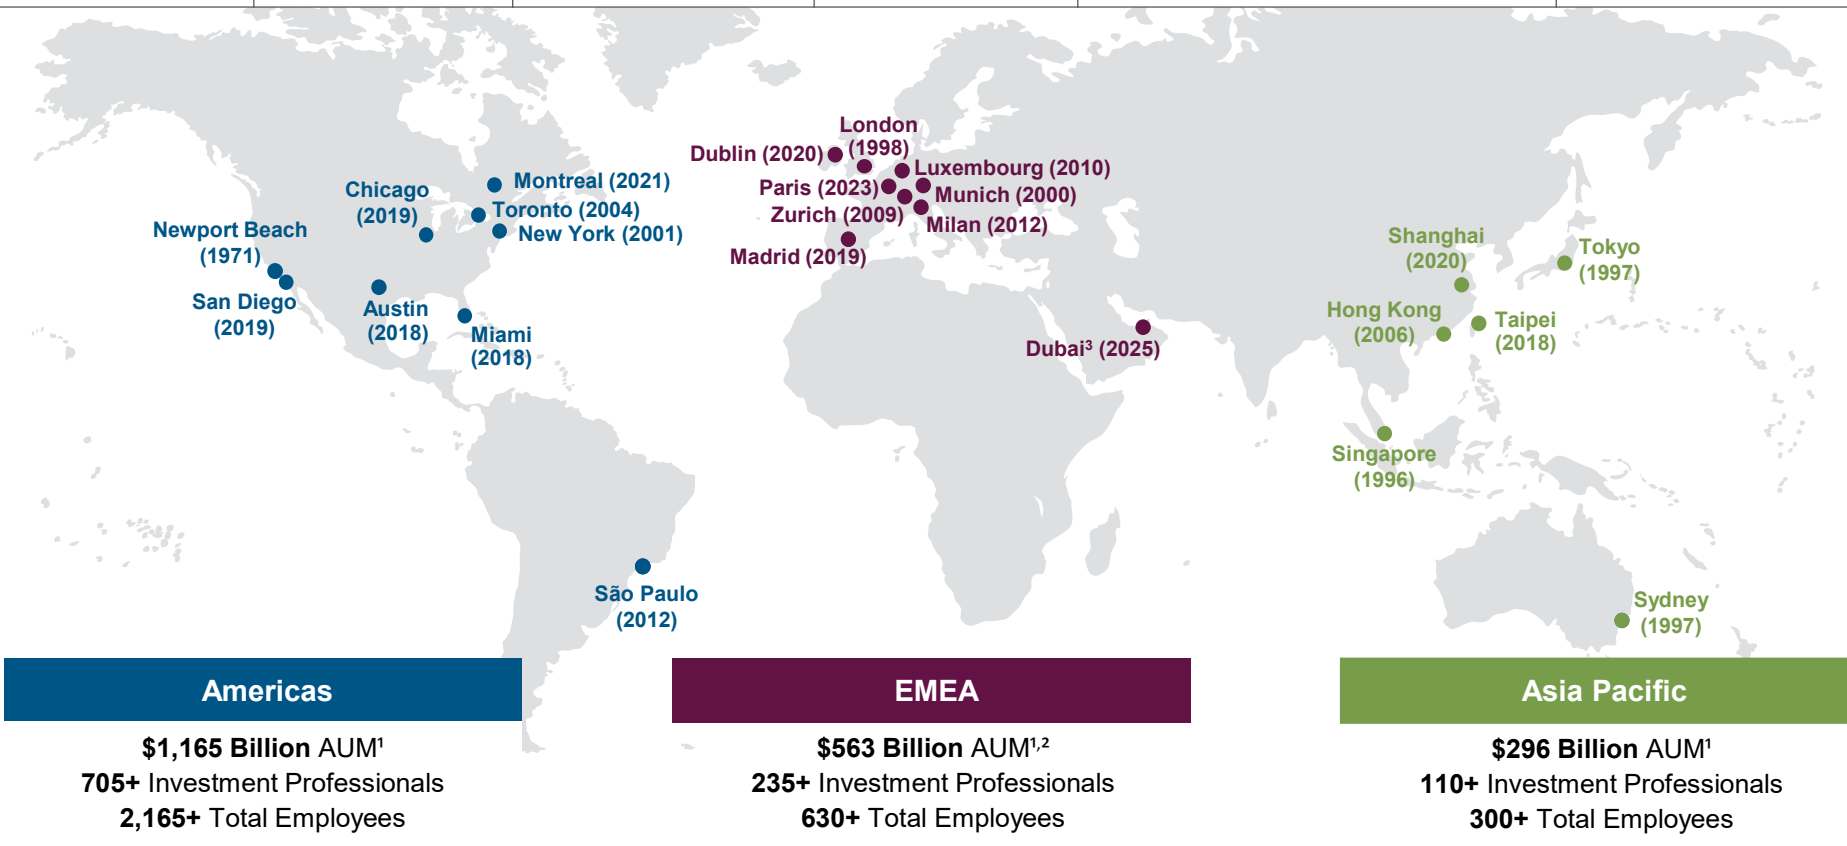 London
(1998)
Dublin (2020)
Luxembourg (2010)
Paris (2023)
Munich (2000)
Zurich (2009)
Milan (2012)
Madrid (2019)
Dubai³ (2025)
Montreal (2021)
Chicago
(2019)
Toronto (2004)
New York (2001)
Newport Beach
(1971)
San Diego
(2019)
Austin
(2018)
Miami
(2018)
São Paulo
(2012)
Shanghai
(2020)
Tokyo
(1997)
Hong Kong
(2006)
Taipei
(2018)
Singapore
(1996)
Sydney
(1997)
Americas
$1,165 Billion AUM¹
705+ Investment Professionals
2,165+ Total Employees
EMEA
$563 Billion AUM¹,²
235+ Investment Professionals
630+ Total Employees
Asia Pacific
$296 Billion AUM¹
110+ Investment Professionals
300+ Total Employees